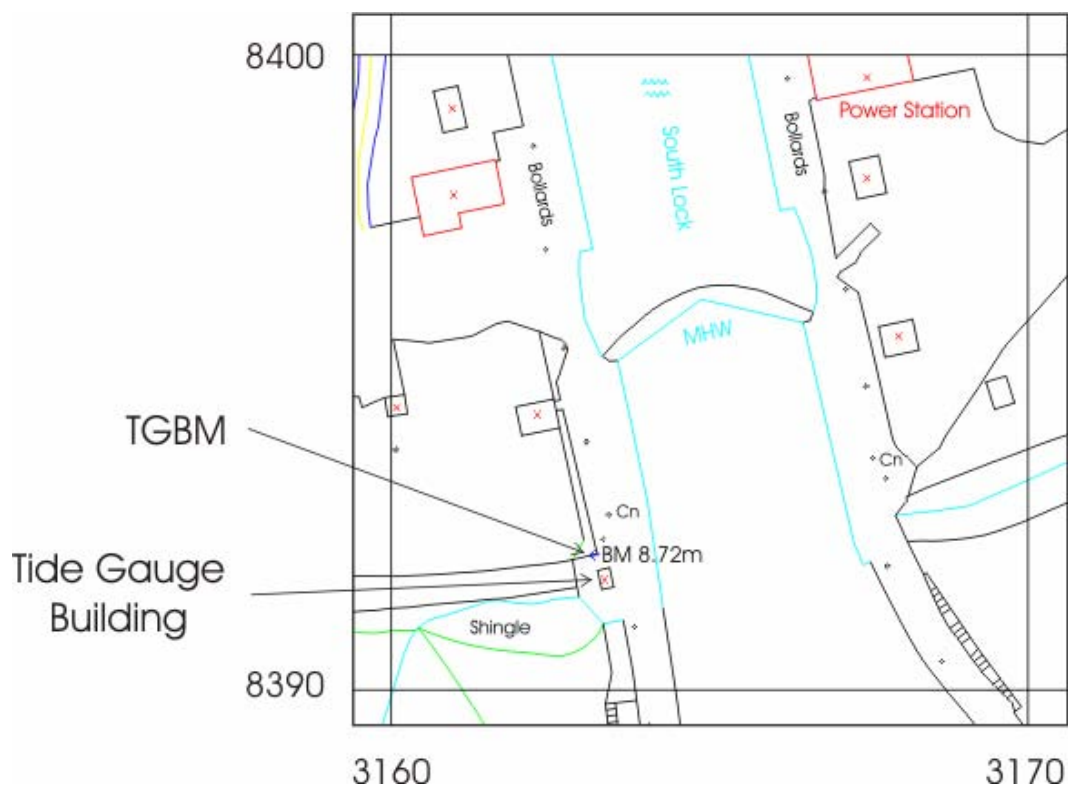 8400
Power Station
Bollards
Bollards
South Lock
MHW
TGBM
Cn
Cn
BM 8.72m
Tide Gauge
Building
Shingle
8390
3160
3170